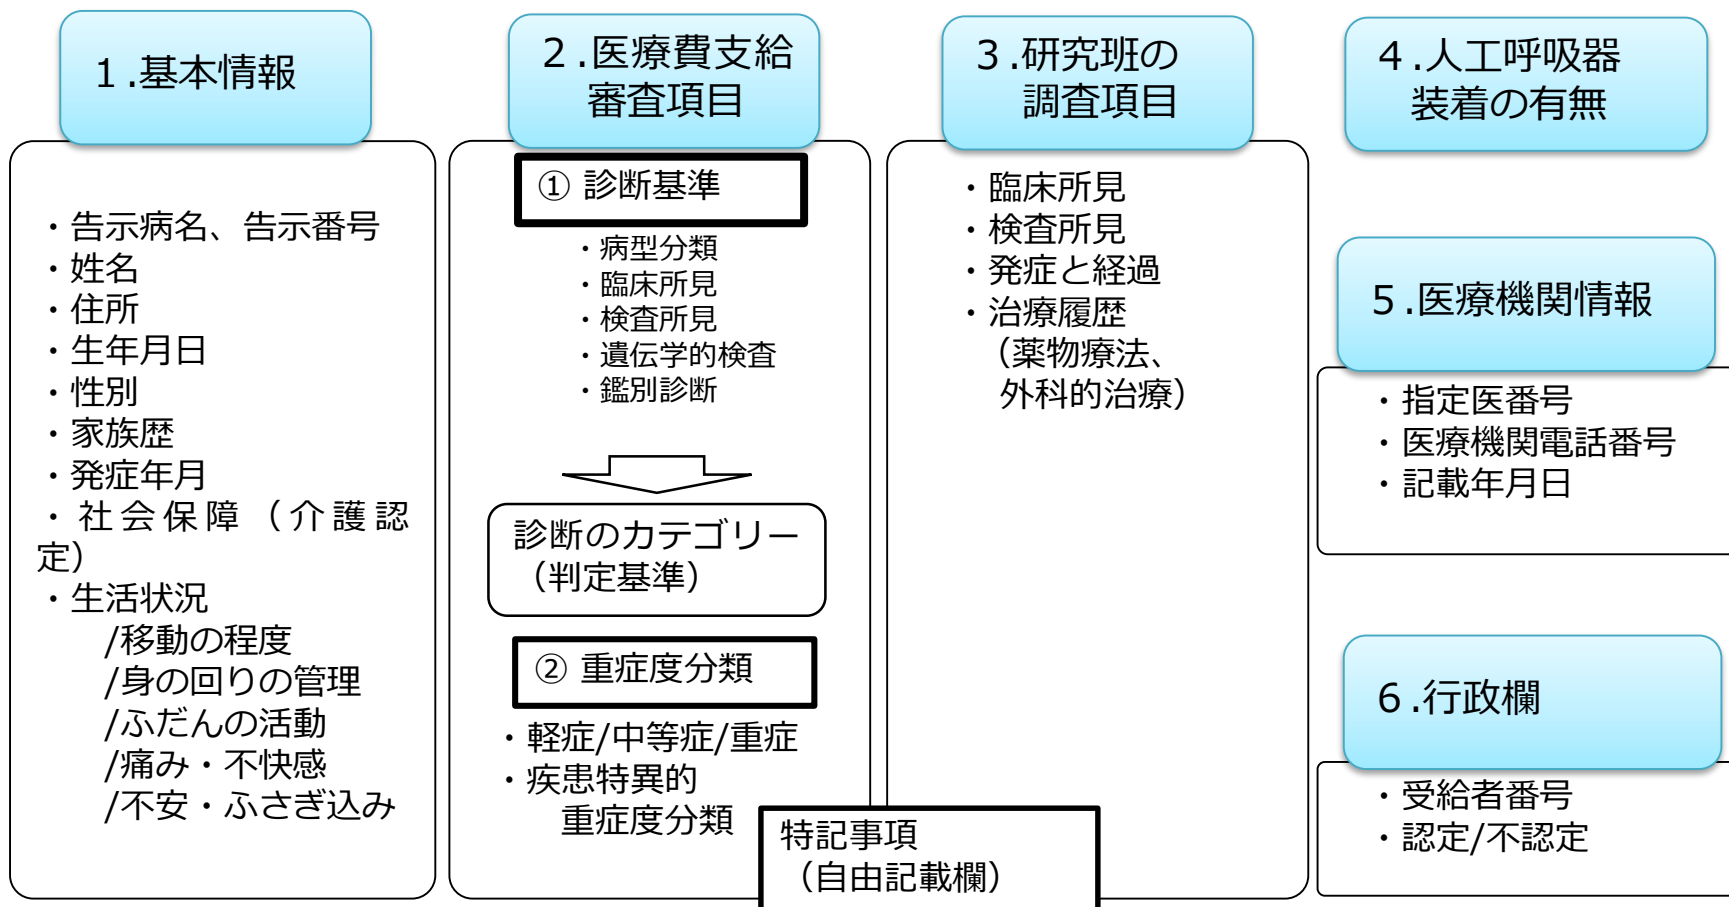 １.基本情報
・告示病名、告示番号
・姓名
・住所
・生年月日
・性別
・家族歴
・発症年月
・社会保障（介護認
定）
・生活状況
/移動の程度
/身の回りの管理
/ふだんの活動
/痛み・不快感
/不安・ふさぎ込み
２.医療費支給
審査項目
① 診断基準
・病型分類
・臨床所見
・検査所見
・遺伝学的検査
・鑑別診断
診断のカテゴリー
（判定基準）
② 重症度分類
・軽症/中等症/重症
・疾患特異的
重症度分類
特記事項
（自由記載欄）
３.研究班の
調査項目
・臨床所見
・検査所見
・発症と経過
・治療履歴
（薬物療法、
外科的治療）
４.人工呼吸器
装着の有無
５.医療機関情報
・指定医番号
・医療機関電話番号
・記載年月日
６.行政欄
・受給者番号
・認定/不認定